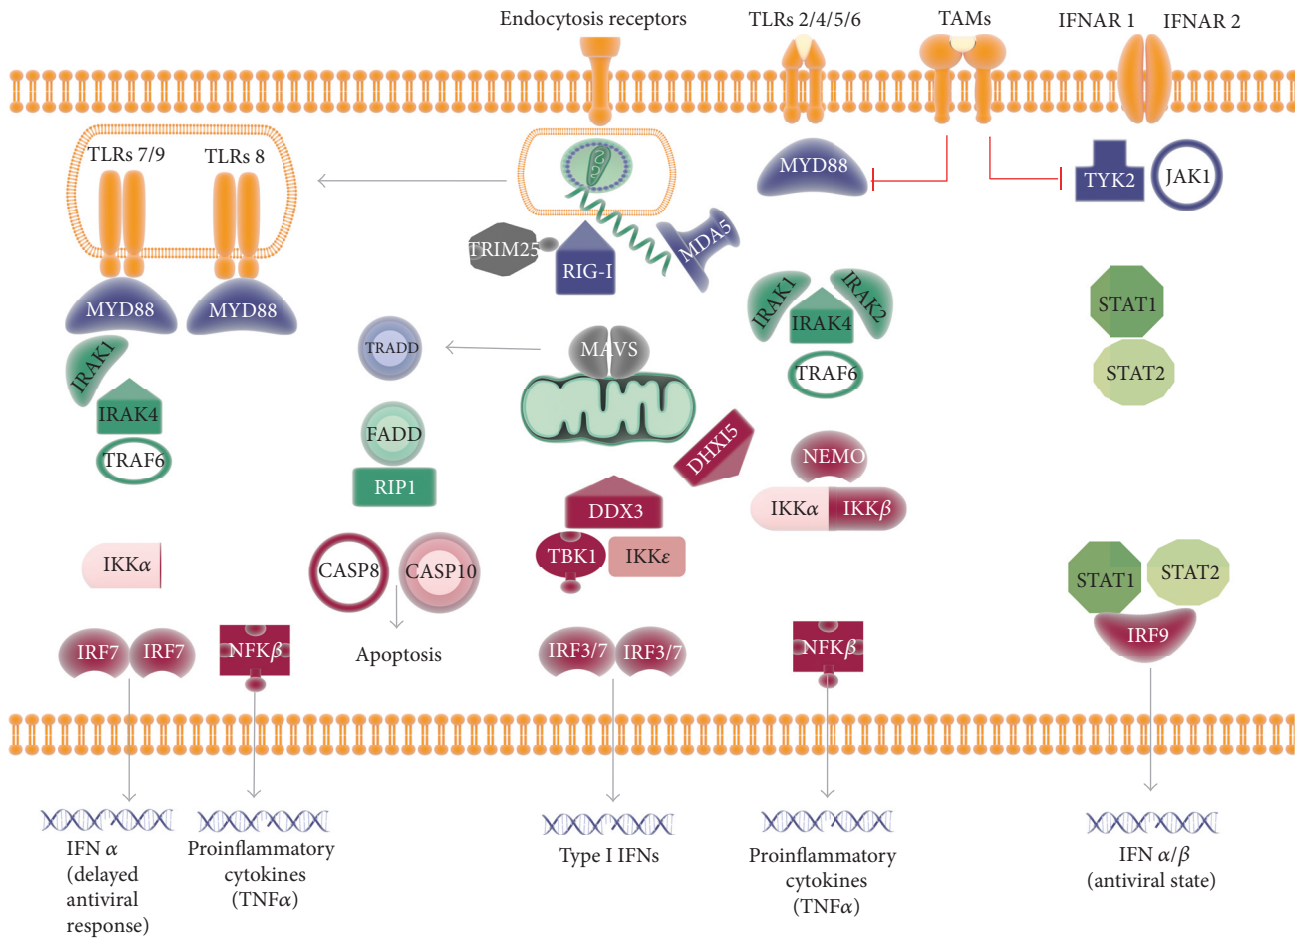 Endocytosis receptors
TLRs 2/4/5/6
TAMs
IFNAR 1
IFNAR 2
TLRs 7/9
TLRs 8
MYD88
TYK2
JAK1
TRIM25
RIG-I
MDA5
MYD88
MYD88
IRAK1
IRAK4
IRAK2
TRAF6
STAT1
STAT2
TRADD
MAVS
IRAK1
IRAK4
TRAF6
FADD
RIP1
DHXI5
NEMO
IKKα
IKKβ
DDX3
TBK1
IKKε
IKKα
CASP8
CASP10
STAT1
STAT2
IRF9
IRF7
IRF7
NFKβ
Apoptosis
IRF3/7
IRF3/7
NFKβ
IFN α
(delayed
antiviral
response)
Proinflammatory
cytokines
(TNFα)
Type I IFNs
Proinflammatory
cytokines
(TNFα)
IFN α/β
(antiviral state)